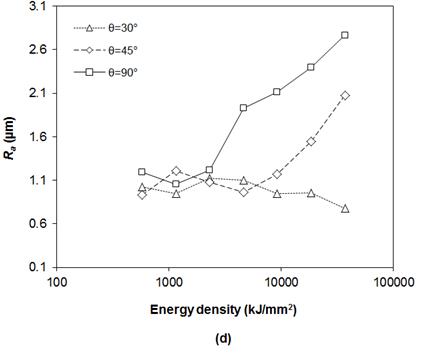 3.1
2.6
2.1
1.6
1.1
0.6
0.1
Ra (µm)
θ=30°
θ=45°
θ=90°
100 1000 10000 100000
Energy density (kJ/mm²)
(d)